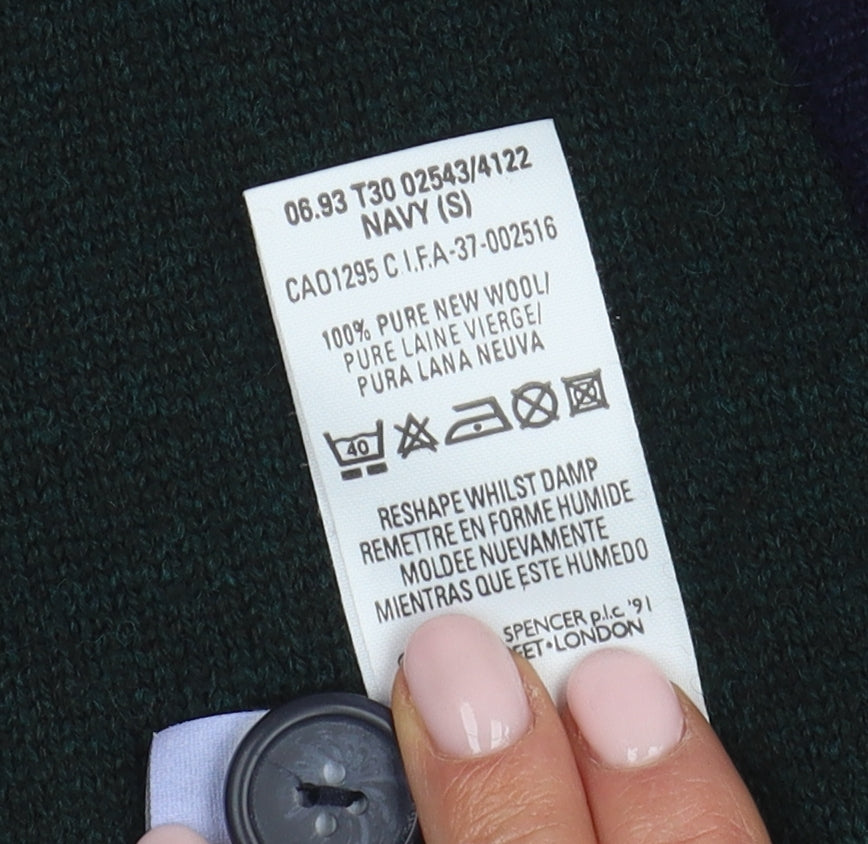 06.93 T30 02543/4122
NAVY (S)
CAO1295 C I.F.A-37-002516
100% PURE NEW WOOL/
PURE LAINE VIERGE/
PURA LANA NEUVA
40
RESHAPE WHILST DAMP
REMETTRE EN FORME HUMIDE
MOLDEE NUEVAMENTE
MIENTRAS QUE ESTE HUMEDO
SPENCER p.l.c '91
LONDON